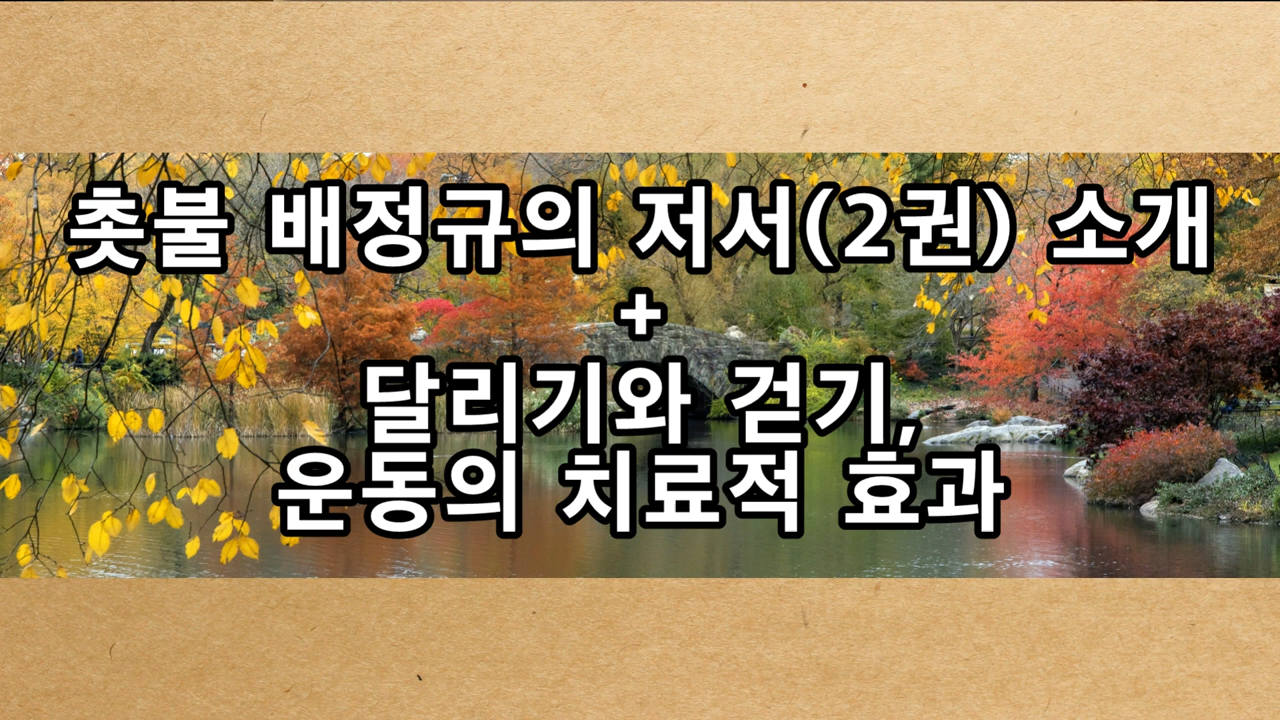 촛불 배정규의 저서(2권) 소개
+
달리기와 걷기,
운동의 치료적 효과